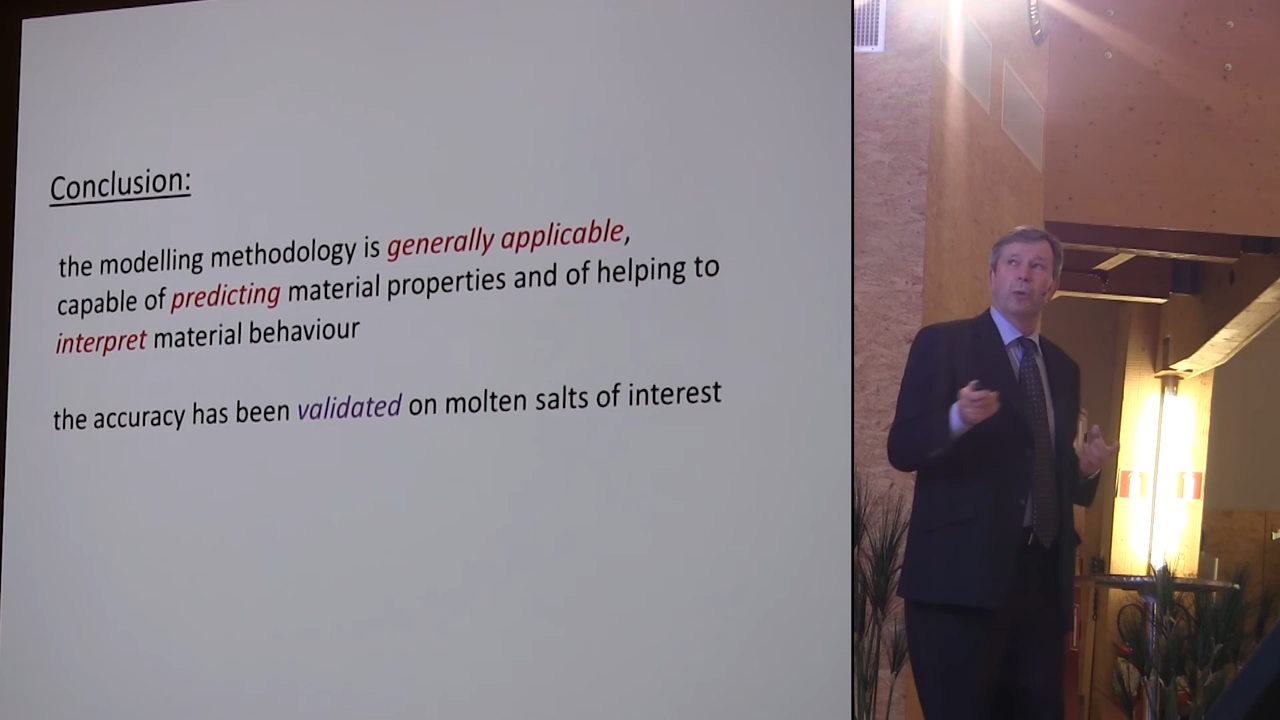 Conclusion:
the modelling methodology is generally applicable,
capable of predicting material properties and of helping to
interpret material behaviour
the accuracy has been validated on molten salts of interest